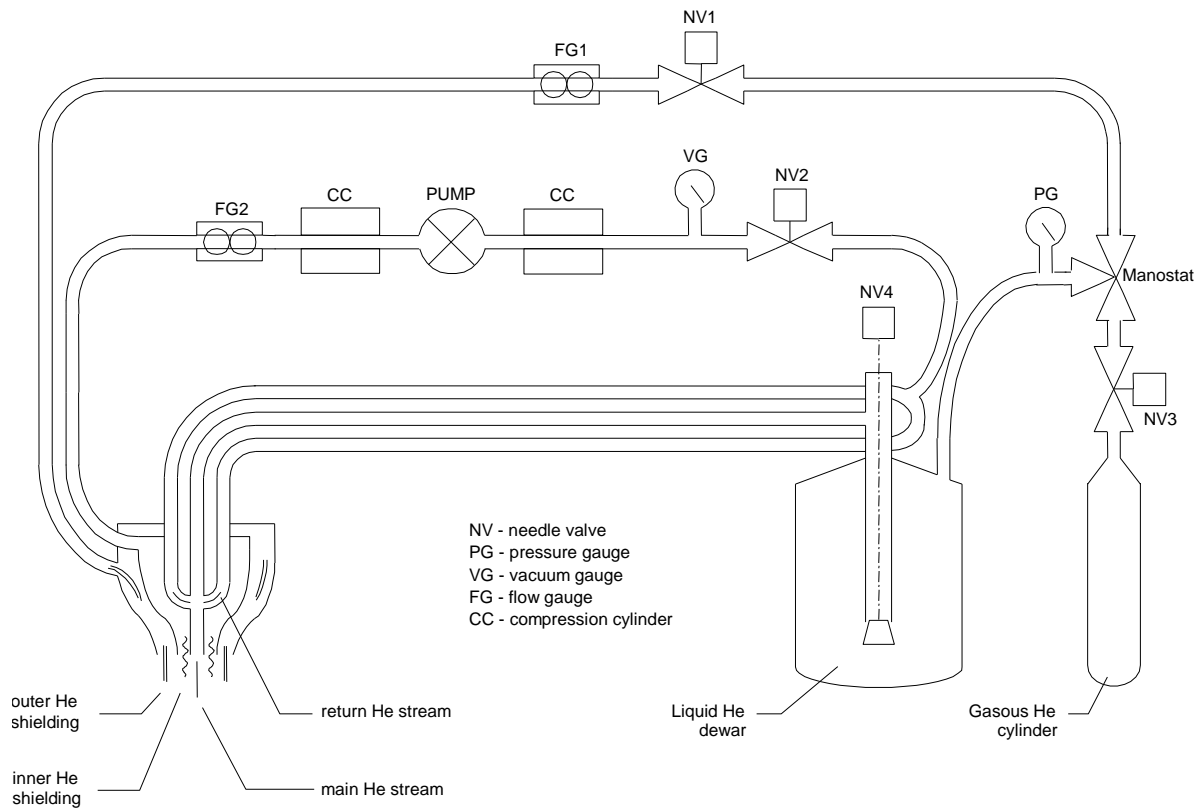 NV1
FG1
VG
NV2
CC
PUMP
CC
FG2
PG
Manostat
NV4
NV3
NV - needle valve
PG - pressure gauge
VG - vacuum gauge
FG - flow gauge
CC - compression cylinder
outer He
shielding
return He stream
Liquid He
dewar
Gasous He
cylinder
inner He
shielding
main He stream